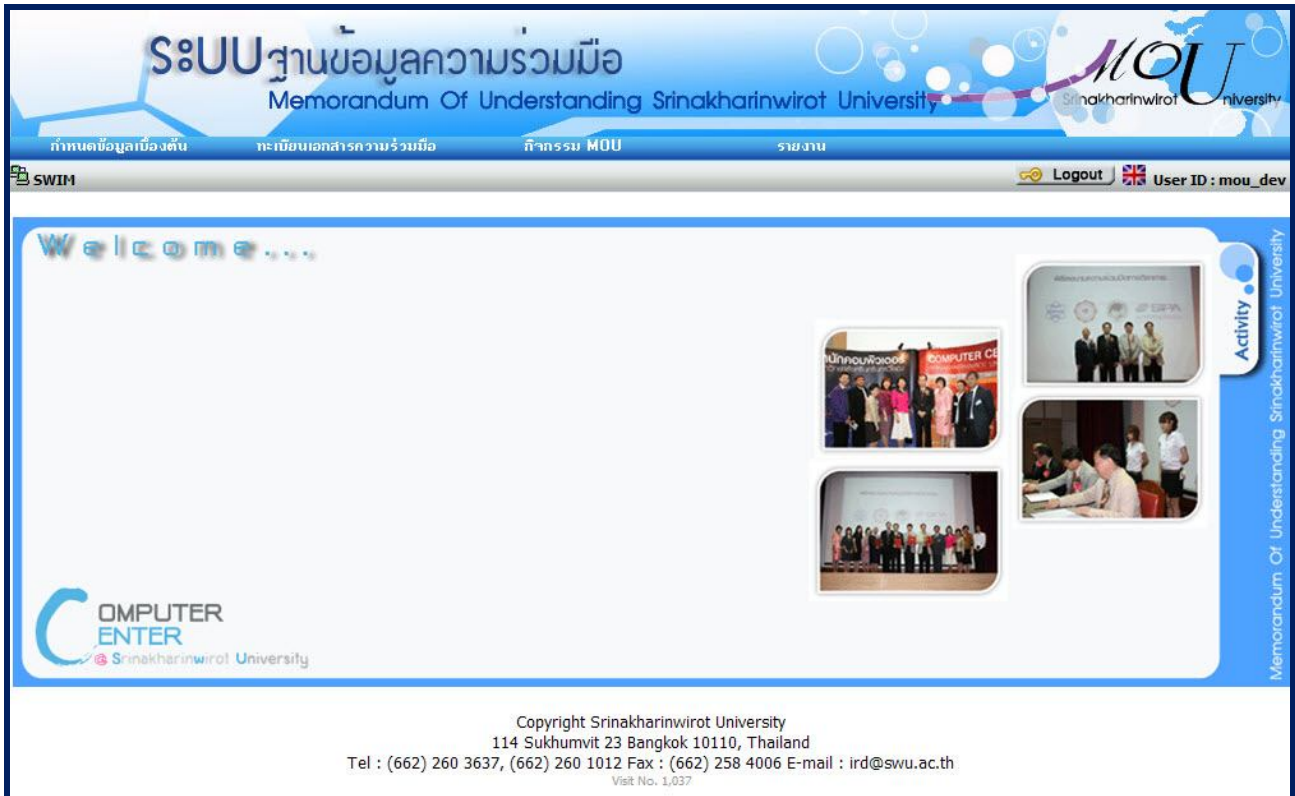 ระบบฐานข้อมูลความร่วมมือ
Memorandum Of Understanding Srinakharinwirot University
MOU
Srinakharinwirot University
กำหนดข้อมูลเบื้องต้น ทะเบียนเอกสารความร่วมมือ กิจกรรม MOU รายงาน
SWIM
Logout User ID : mou_dev
Welcome...
Activity
Memorandum Of Understanding Srinakharinwirot University
COMPUTER CE
SIPA
COMPUTER
CENTER
@ Srinakharinwirot University
Copyright Srinakharinwirot University
114 Sukhumvit 23 Bangkok 10110, Thailand
Tel : (662) 260 3637, (662) 260 1012 Fax : (662) 258 4006 E-mail : ird@swu.ac.th
Visit No. 1,037